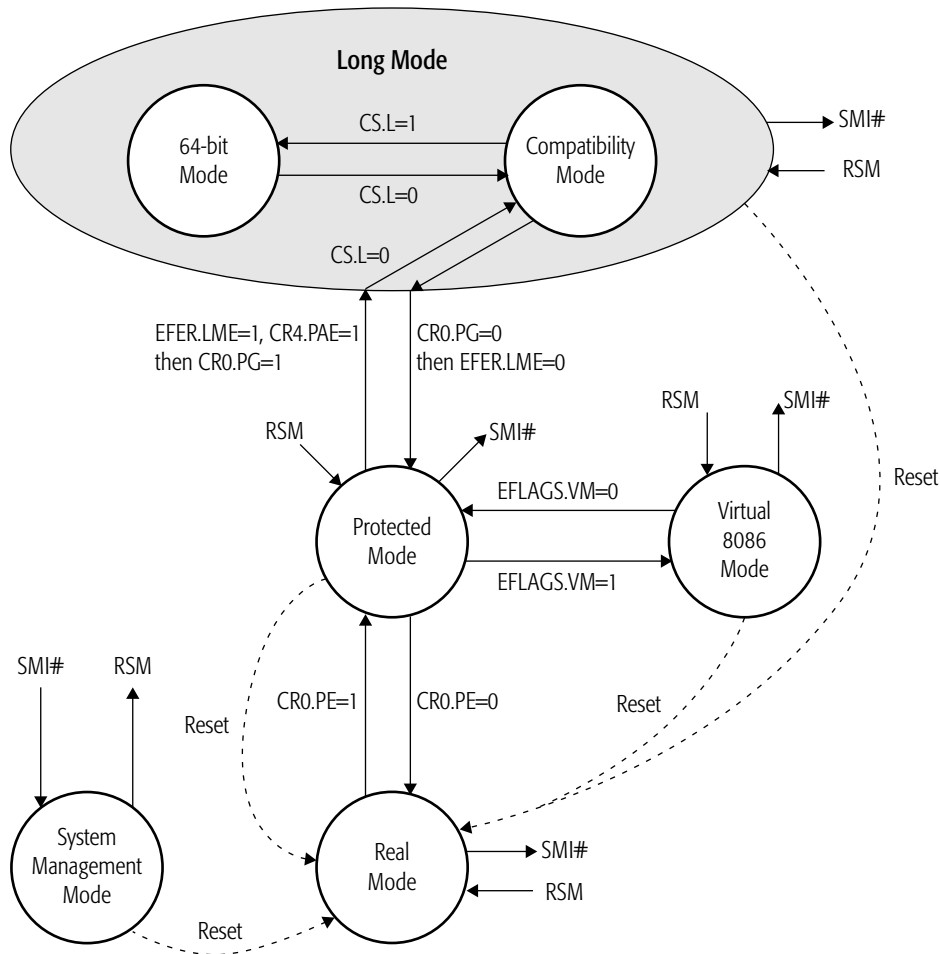 Long Mode
64-bit
Mode
CS.L=1
CS.L=0
Compatibility
Mode
SMI#
RSM
CS.L=0
EFER.LME=1, CR4.PAE=1
then CR0.PG=1
CR0.PG=0
then EFER.LME=0
RSM
SMI#
RSM
SMI#
Reset
Protected
Mode
EFLAGS.VM=0
EFLAGS.VM=1
Virtual
8086
Mode
SMI#
RSM
Reset
CR0.PE=1
CR0.PE=0
Reset
System
Management
Mode
Real
Mode
SMI#
RSM
Reset